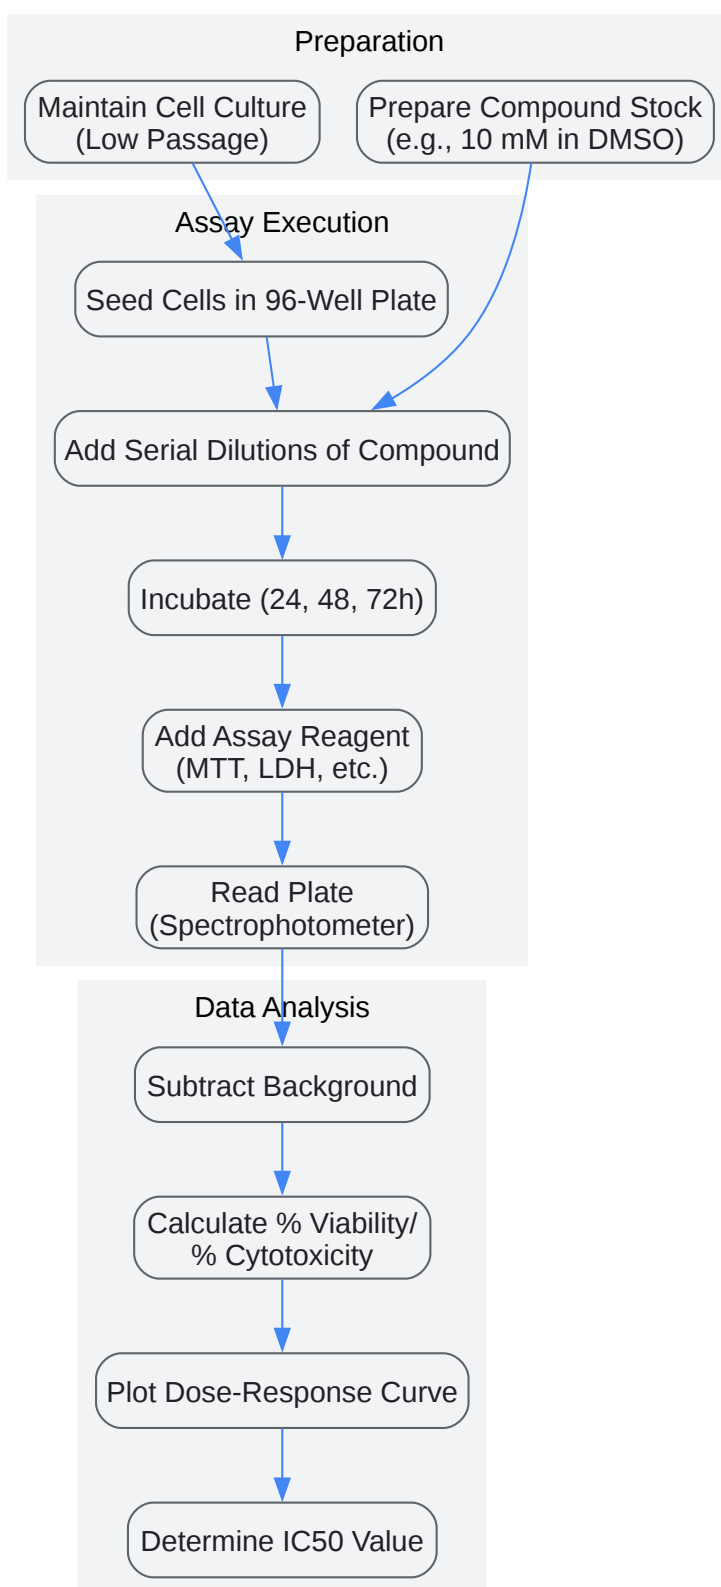 Preparation
Maintain Cell Culture
(Low Passage)
Prepare Compound Stock
(e.g., 10 mM in DMSO)
Assay Execution
Seed Cells in 96-Well Plate
Add Serial Dilutions of Compound
Incubate (24, 48, 72h)
Add Assay Reagent
(MTT, LDH, etc.)
Read Plate
(Spectrophotometer)
Data Analysis
Subtract Background
Calculate % Viability/
% Cytotoxicity
Plot Dose-Response Curve
Determine IC50 Value